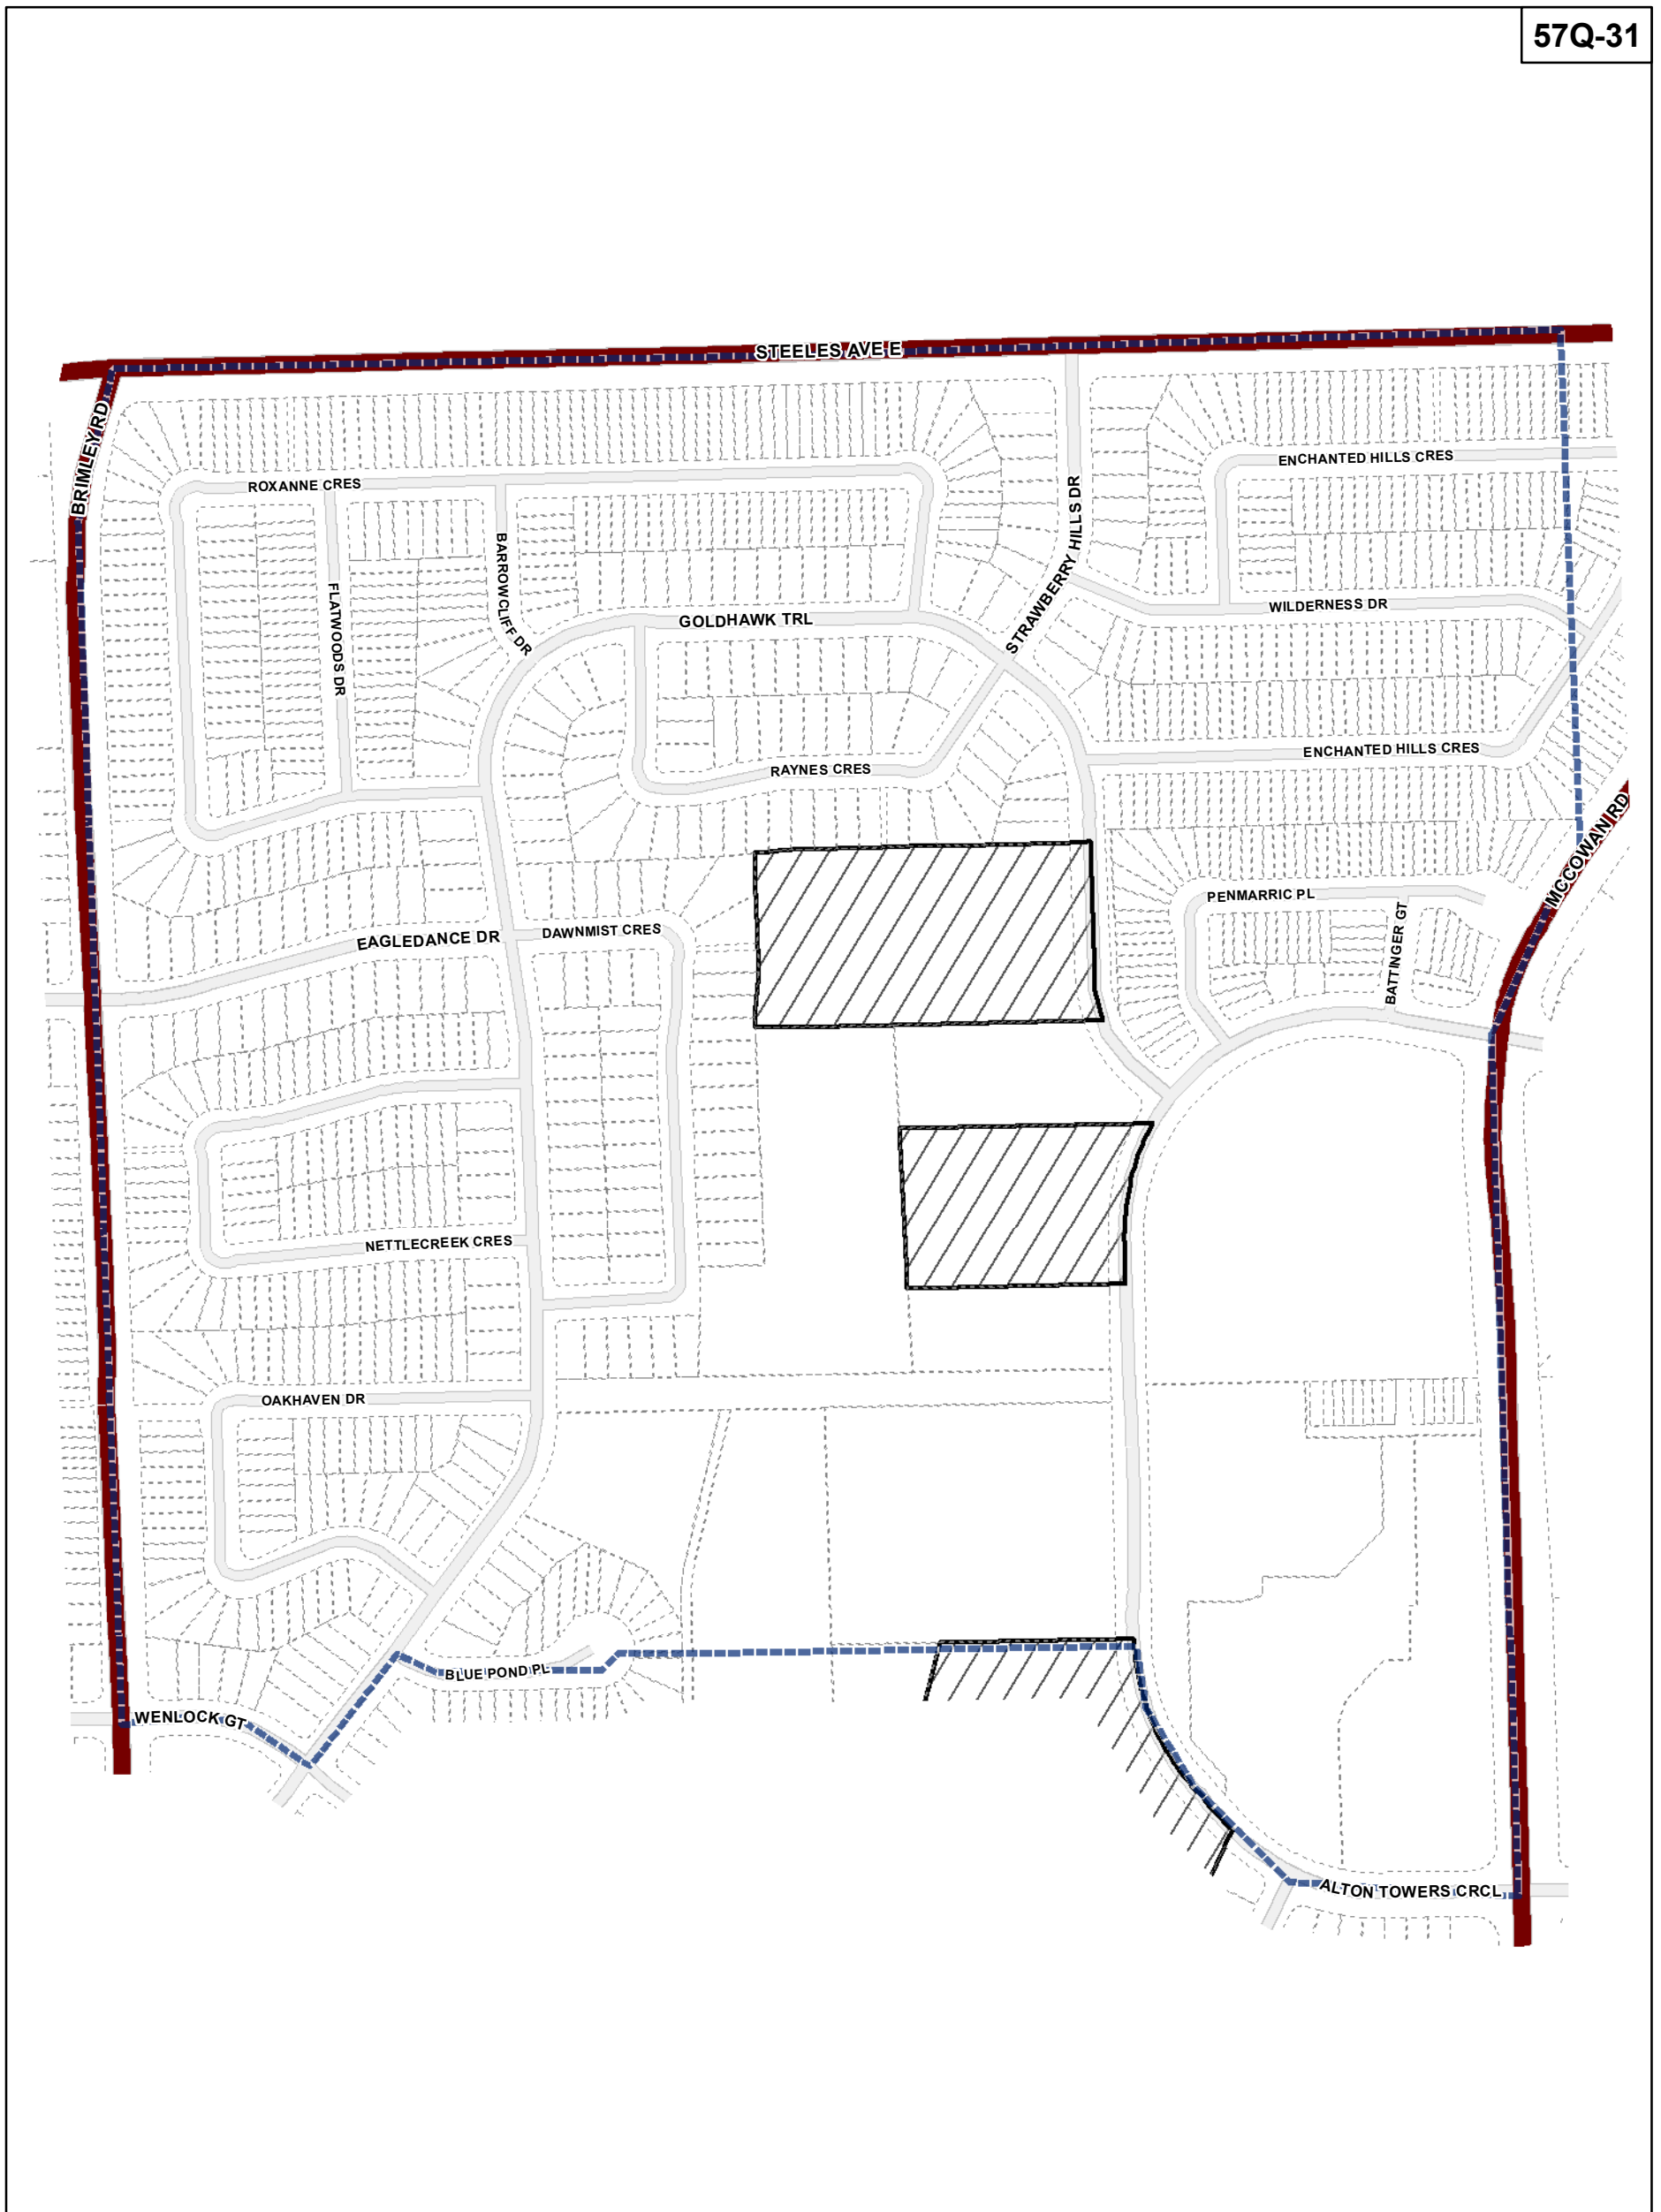 57Q-31
STEELES AVE E
BRIMLEY RD
ENCHANTED HILLS CRES
ROXANNE CRES
STRAWBERRY HILLS DR
BARROWCLIFF DR
FLATWOODS DR
WILDERNESS DR
GOLDHAWK TRL
ENCHANTED HILLS CRES
RAYNES CRES
MCCOWAN RD
PENMARRIC PL
BATTINGER GT
DAWNMIST CRES
EAGLEDANCE DR
NETTLECREEK CRES
OAKHAVEN DR
BLUE POND PL
WENLOCK GT
ALTON TOWERS CRCL